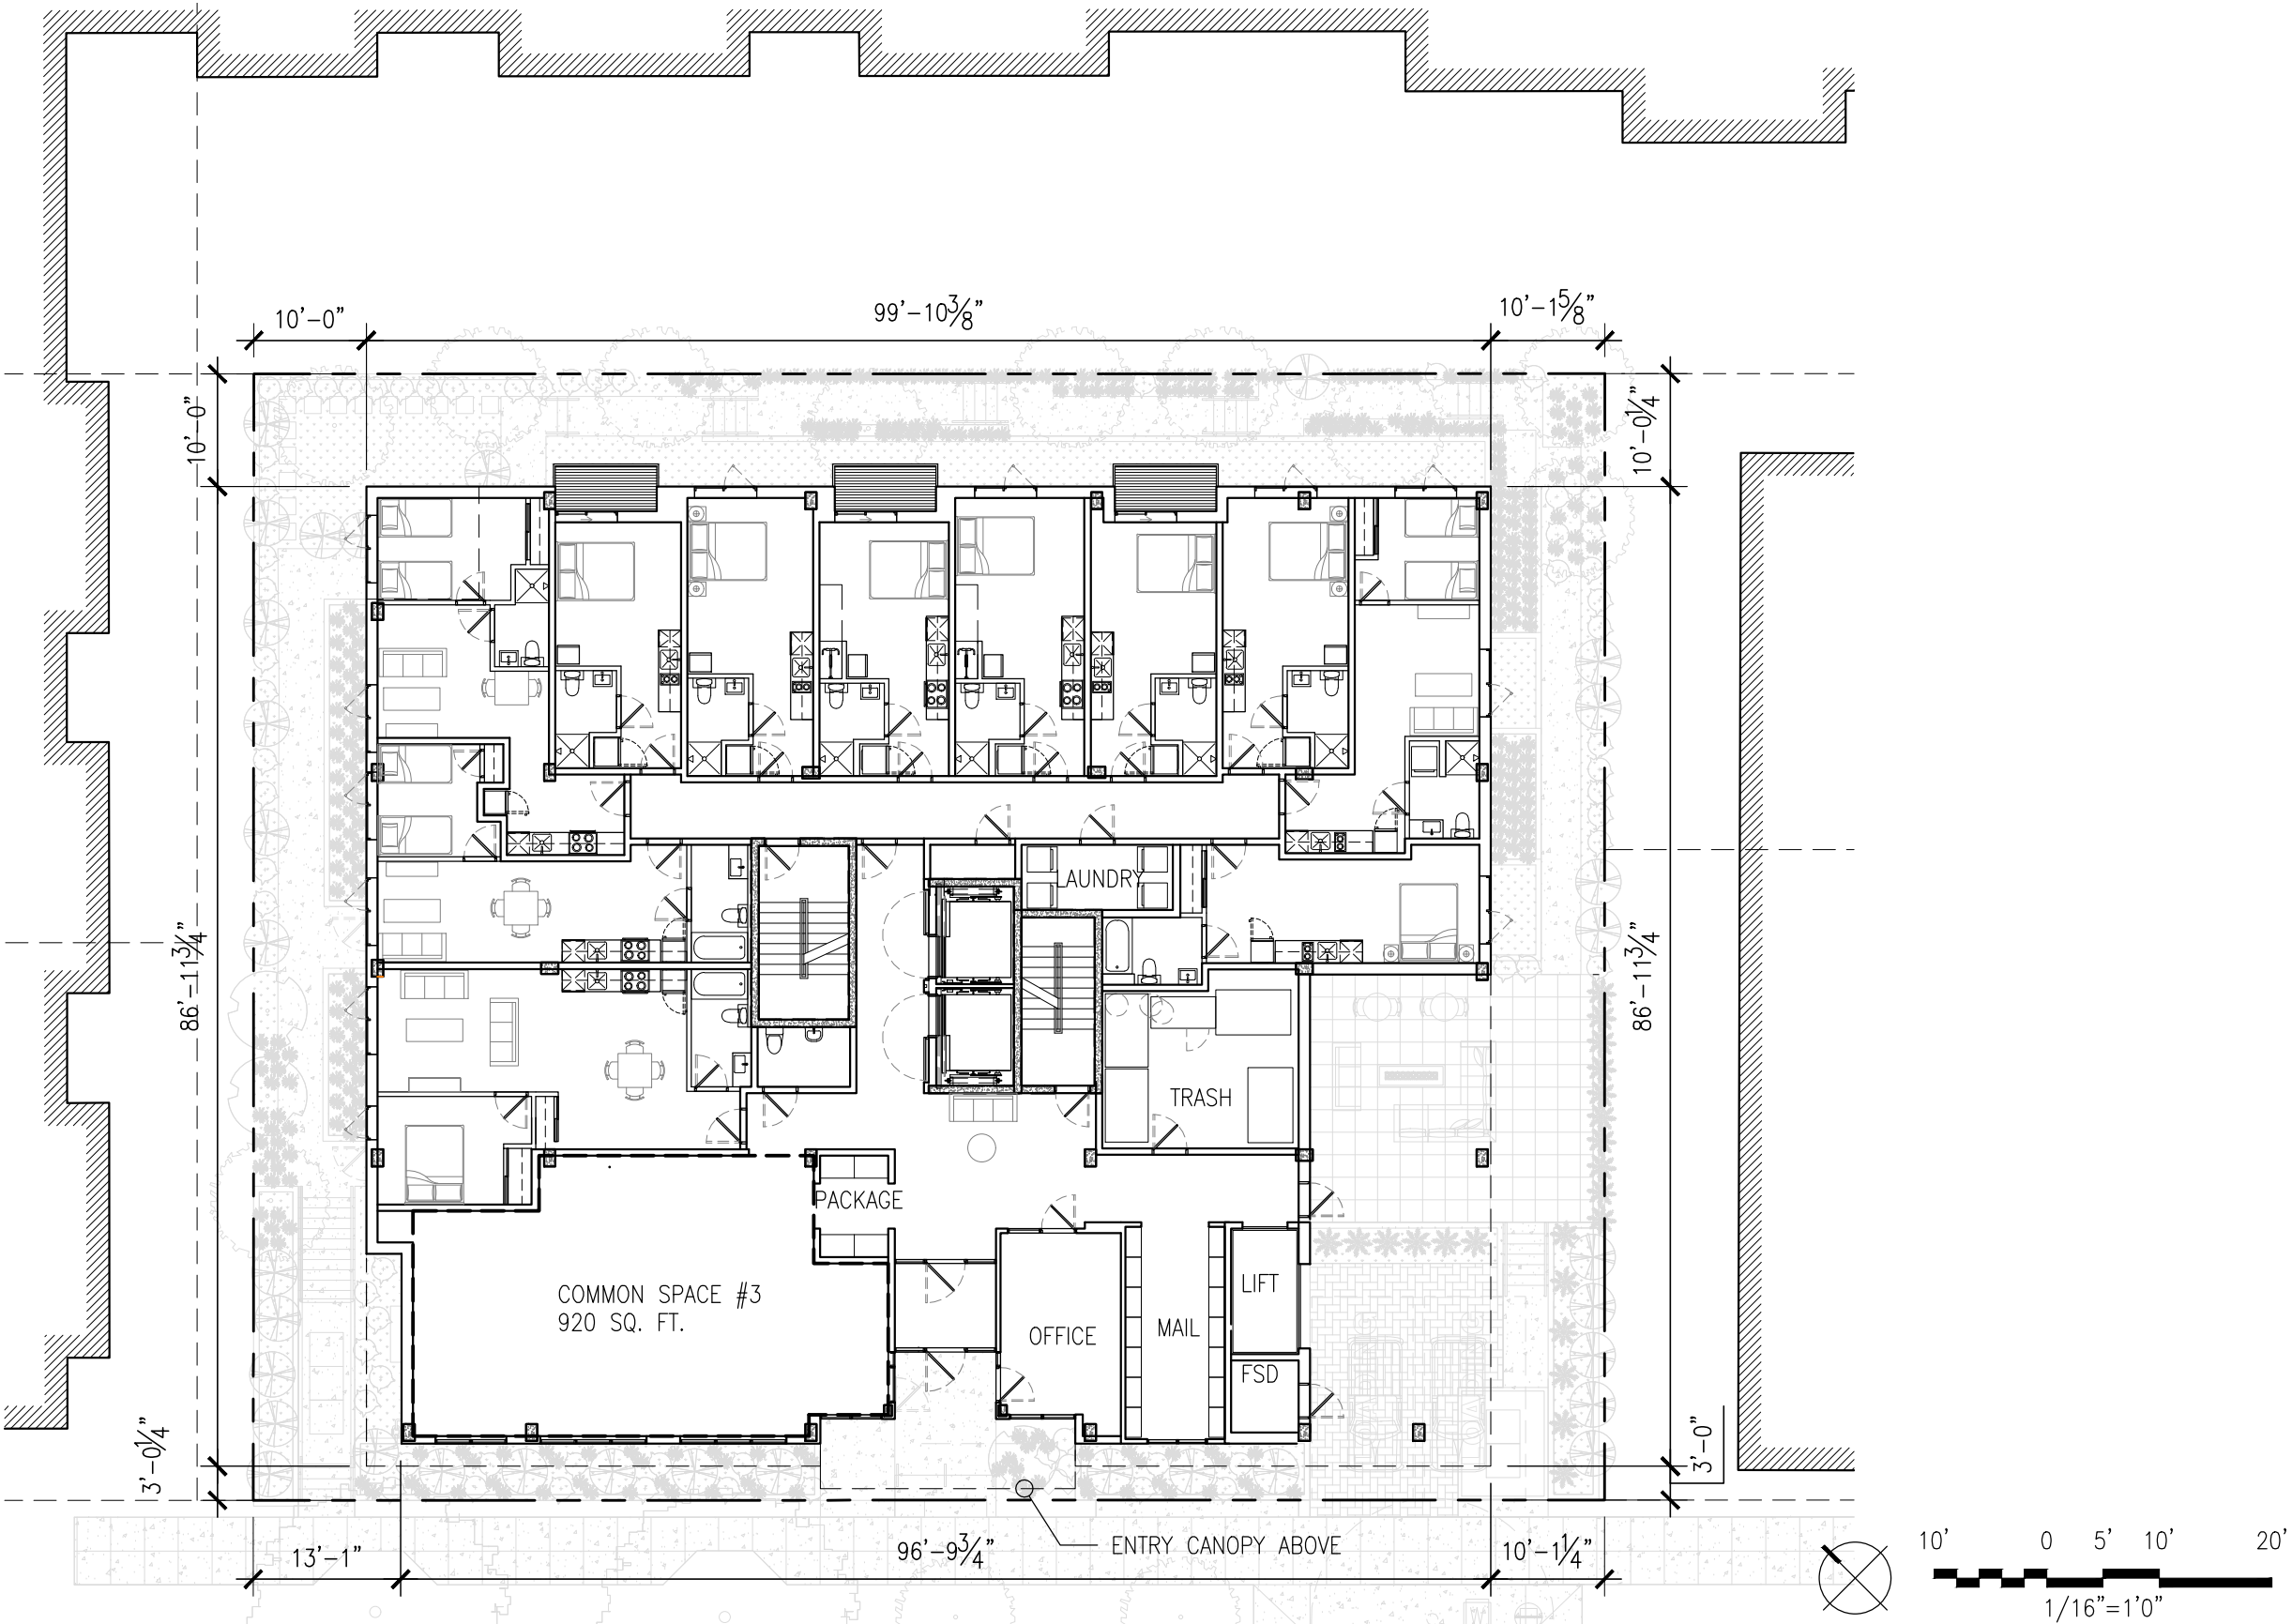 10'-0"
99'-10 3/8"
10'-1 5/8"
10'-0"
10'-0 1/4"
LAUNDRY
86'-11 3/4"
86'-11 3/4"
TRASH
PACKAGE
COMMON SPACE #3
920 SQ. FT.
LIFT
OFFICE
MAIL
FSD
3'-0 1/4"
3'-0"
13'-1"
96'-9 3/4"
ENTRY CANOPY ABOVE
10'-1 1/4"
10' 0 5' 10' 20'
1/16"=1'0"